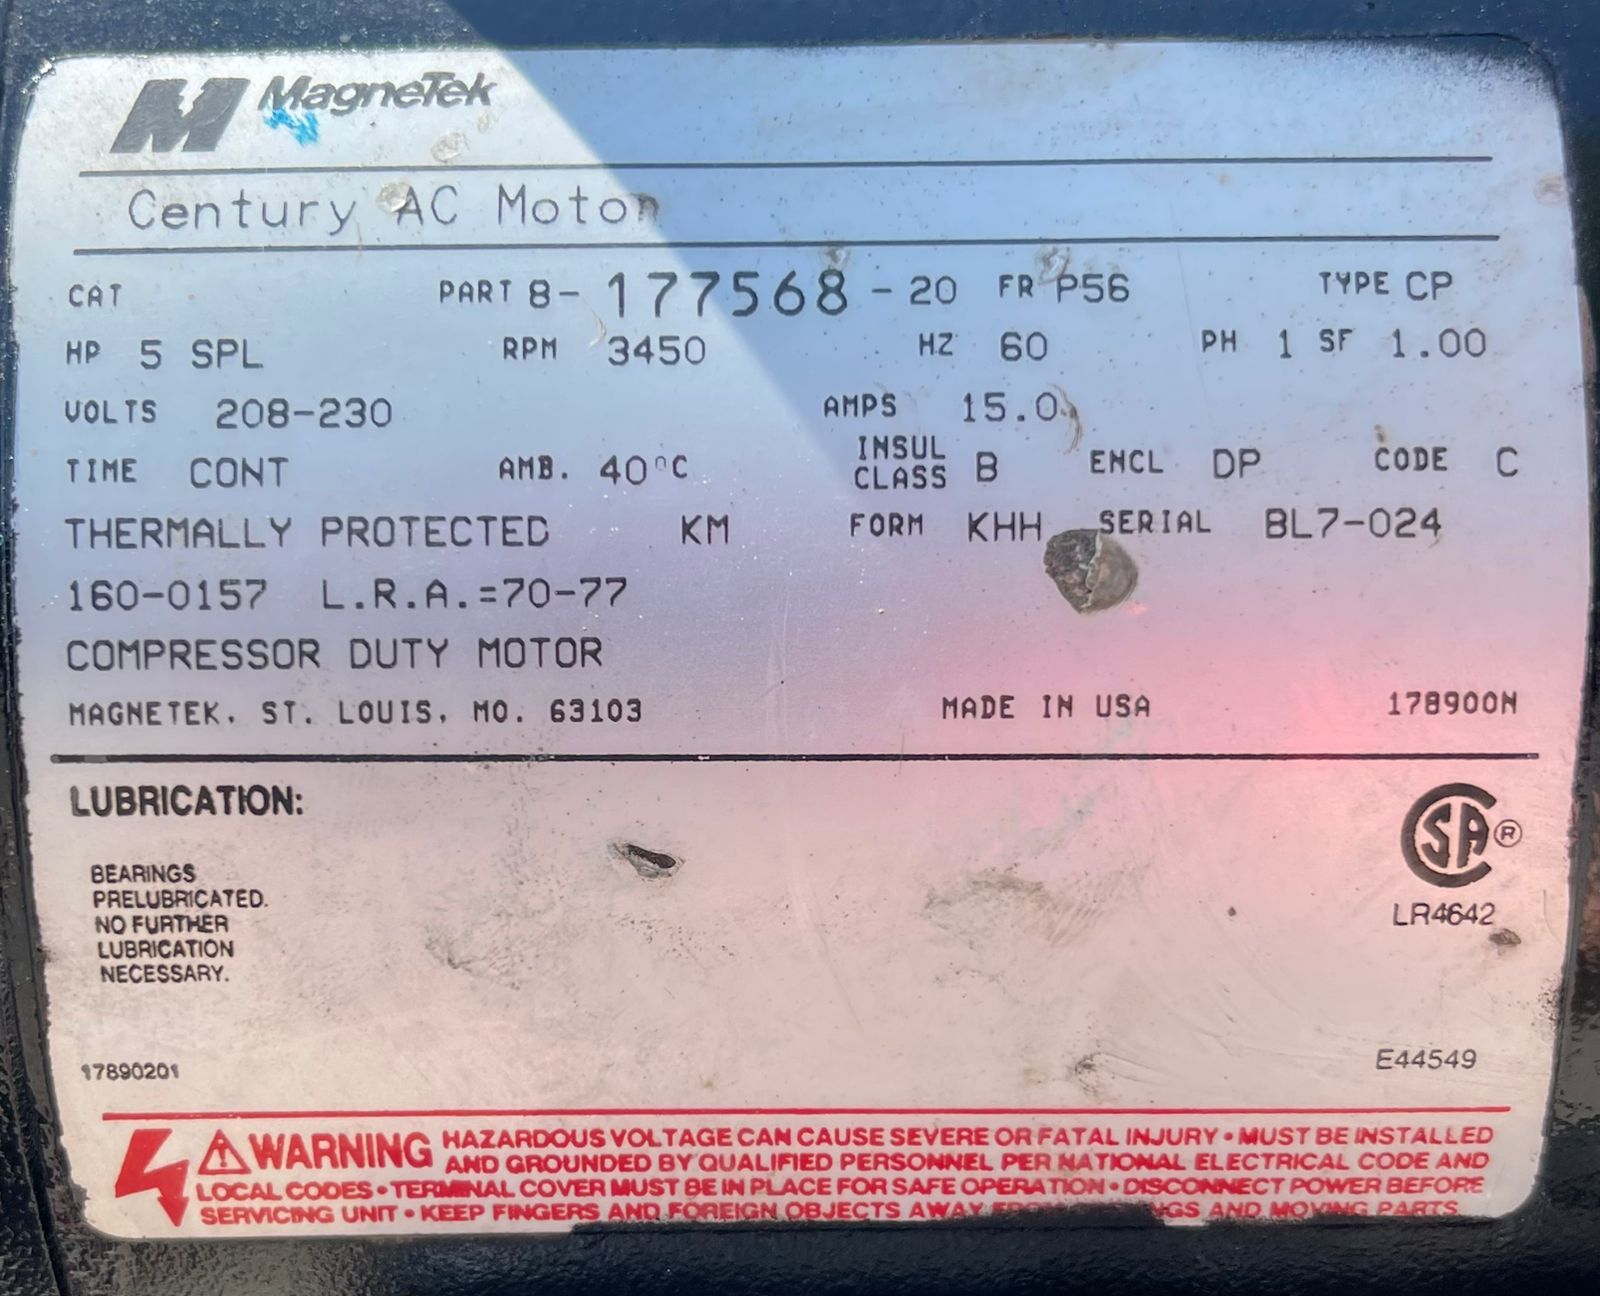 MagneTek
Century AC Motor
CAT PART 8-177568-20 FR P56 TYPE CP
HP 5 SPL RPM 3450 HZ 60 PH 1 SF 1.00
VOLTS 208-230 AMPS 15.0
TIME CONT AMB. 40°C INSUL CLASS B ENCL DP CODE C
THERMALLY PROTECTED KM FORM KHH SERIAL BL7-024
160-0157 L.R.A.=70-77
COMPRESSOR DUTY MOTOR
MAGNETEK. ST. LOUIS, MO. 63103 MADE IN USA 178900N
LUBRICATION:
BEARINGS
PRELUBRICATED.
NO FURTHER
LUBRICATION
NECESSARY.
SA®
LR4642
17890201 E44549
WARNING HAZARDOUS VOLTAGE CAN CAUSE SEVERE OR FATAL INJURY • MUST BE INSTALLED
AND GROUNDED BY QUALIFIED PERSONNEL PER NATIONAL ELECTRICAL CODE AND
LOCAL CODES • TERMINAL COVER MUST BE IN PLACE FOR SAFE OPERATION • DISCONNECT POWER BEFORE
SERVICING UNIT • KEEP FINGERS AND FOREIGN OBJECTS AWAY AND MOVING PARTS